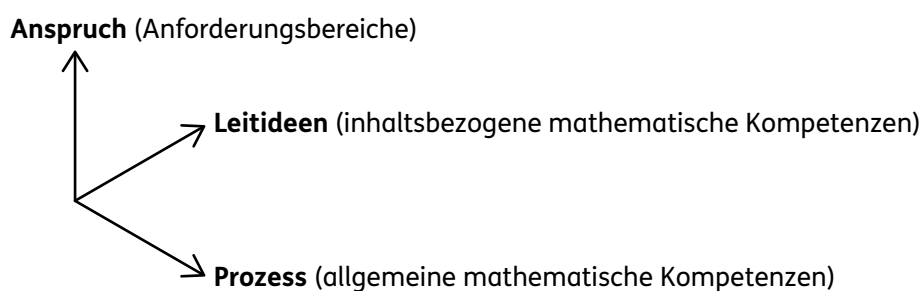 Anspruch (Anforderungsbereiche)
Leitideen (inhaltsbezogene mathematische Kompetenzen)
Prozess (allgemeine mathematische Kompetenzen)